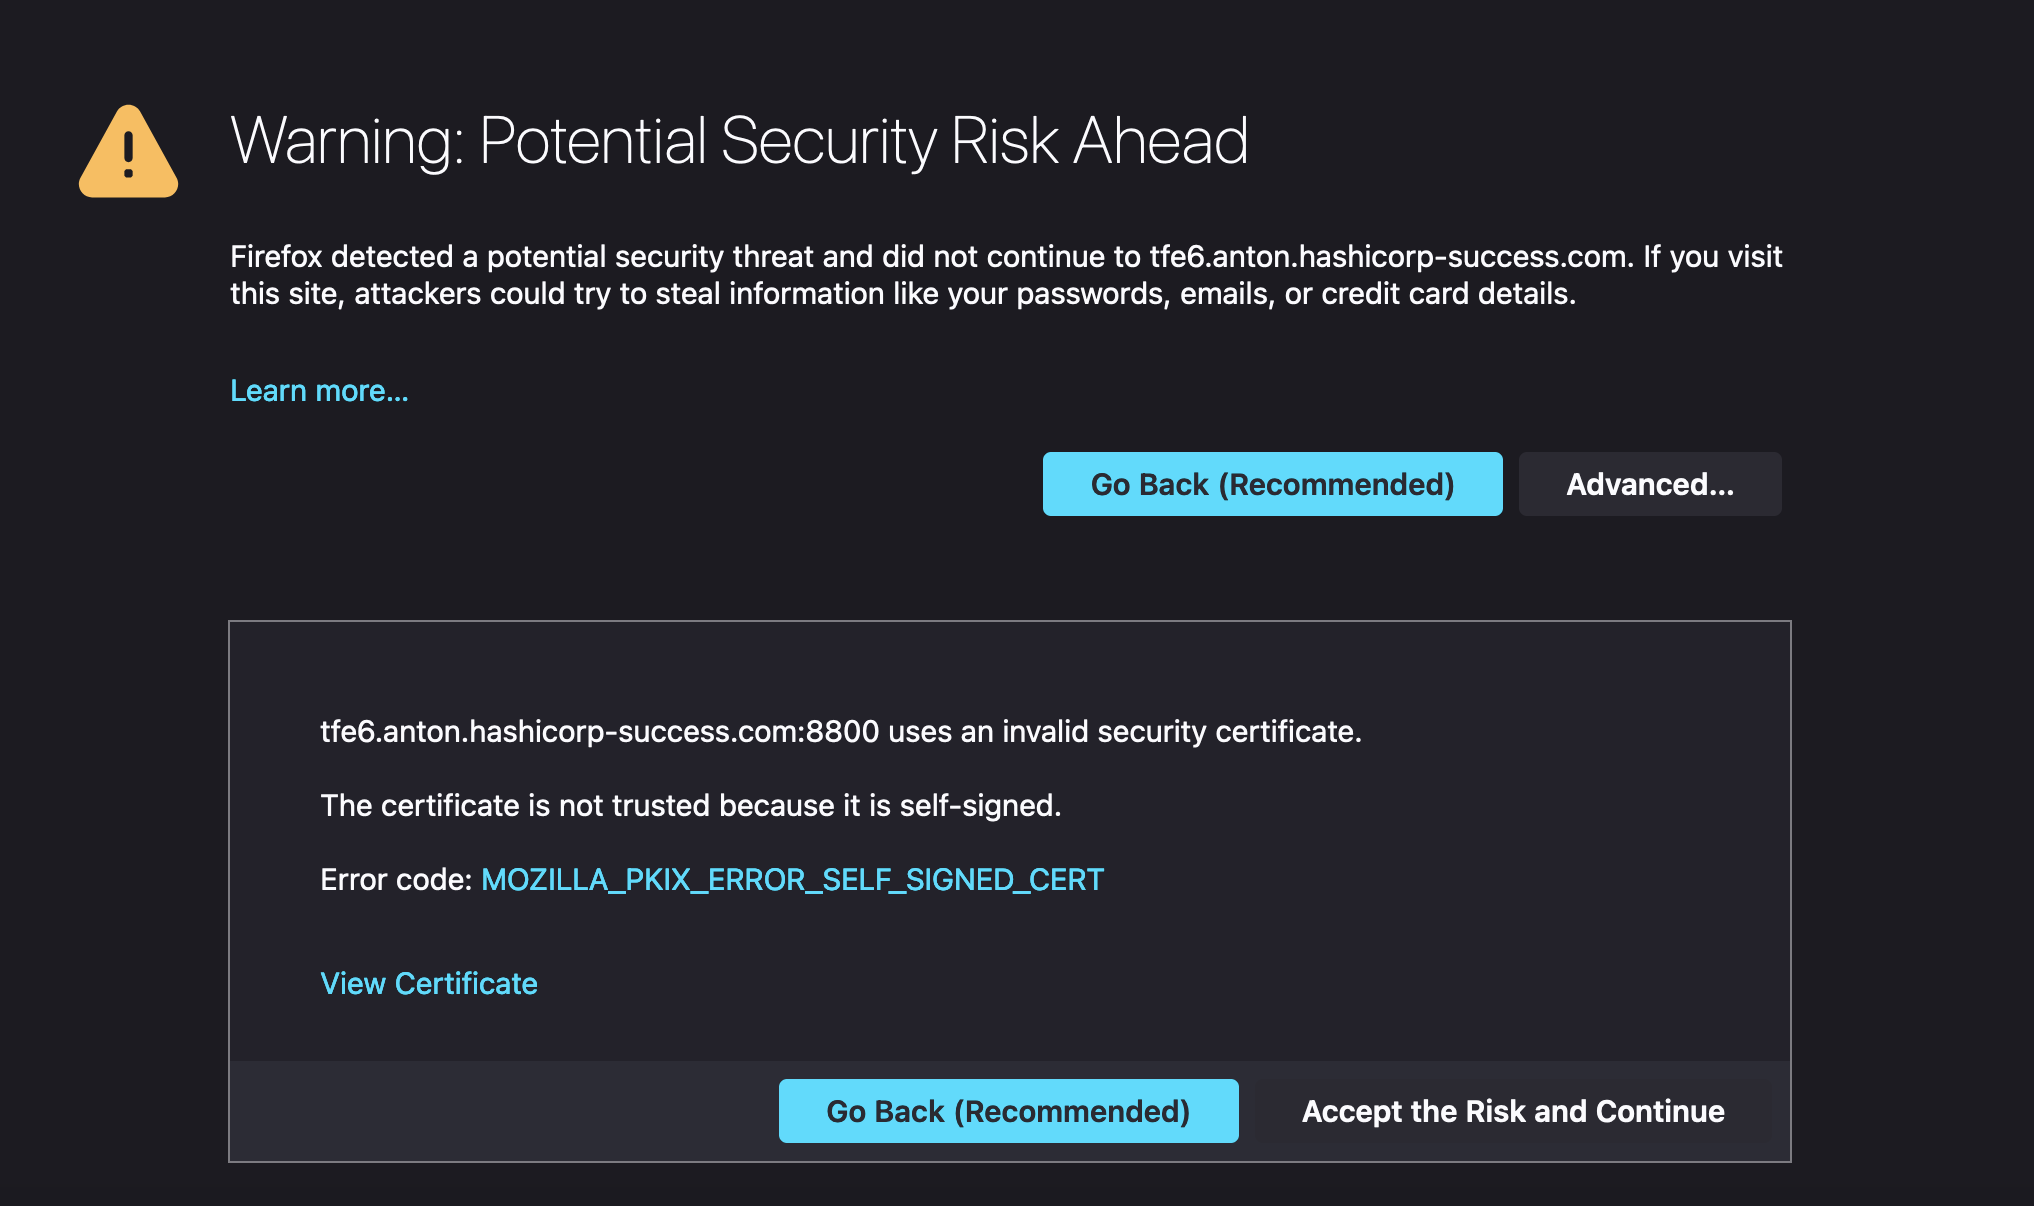 Warning: Potential Security Risk Ahead
Firefox detected a potential security threat and did not continue to tfe6.anton.hashicorp-success.com. If you visit
this site, attackers could try to steal information like your passwords, emails, or credit card details.
Learn more...
Go Back (Recommended) Advanced...
tfe6.anton.hashicorp-success.com:8800 uses an invalid security certificate.
The certificate is not trusted because it is self-signed.
Error code: MOZILLA_PKIX_ERROR_SELF_SIGNED_CERT
View Certificate
Go Back (Recommended) Accept the Risk and Continue